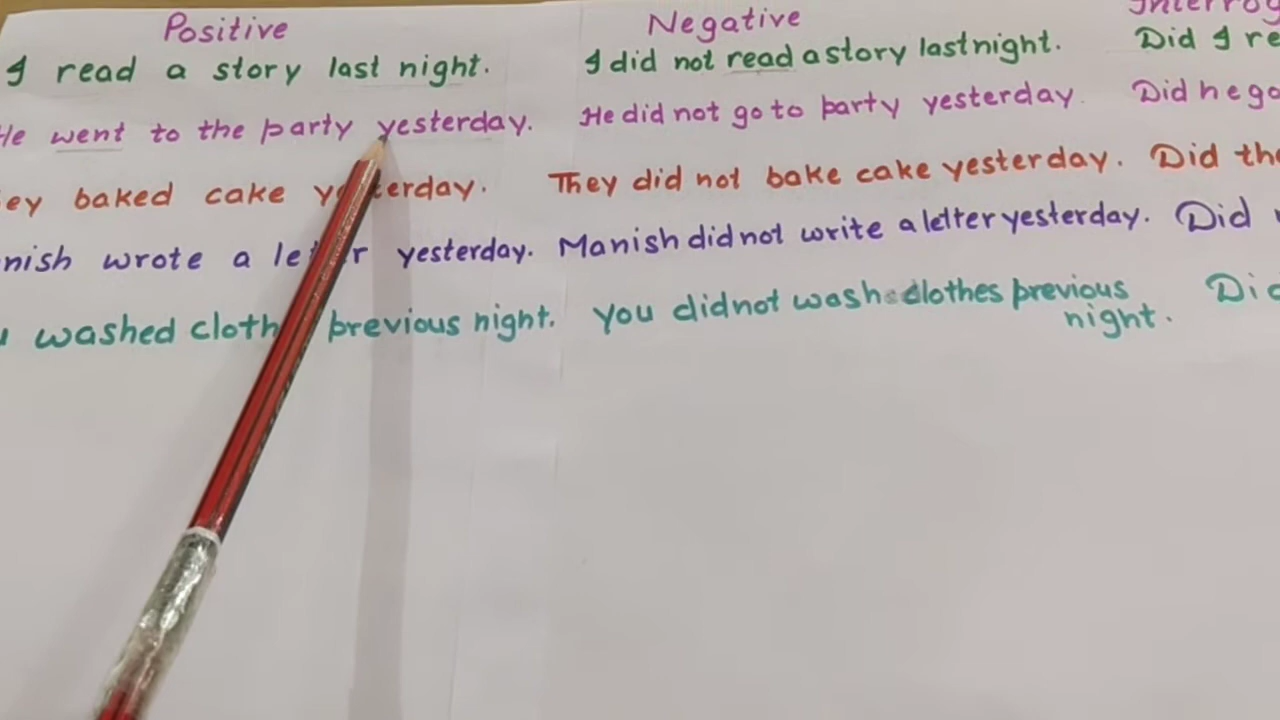 Positive Negative
I read a story last night. I did not read a story last night. Did I
He went to the party yesterday. He did not go to party yesterday. Did he go
baked cake yesterday. They did not bake cake yesterday. Did
wrote a letter yesterday. Manish did not write a letter yesterday. Did
washed previous night. You did not wash clothes previous
night.